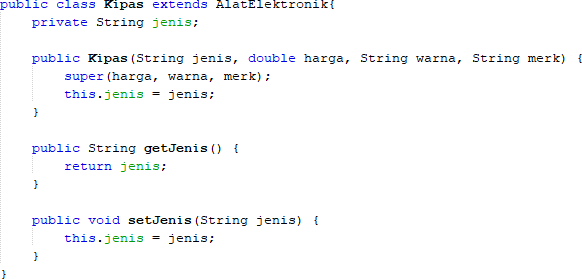 public class Kipas extends AlatElektronik{
    private String jenis;

    public Kipas(String jenis, double harga, String warna, String merk) {
        super(harga, warna, merk);
        this.jenis = jenis;
    }

    public String getJenis() {
        return jenis;
    }

    public void setJenis(String jenis) {
        this.jenis = jenis;
    }
}